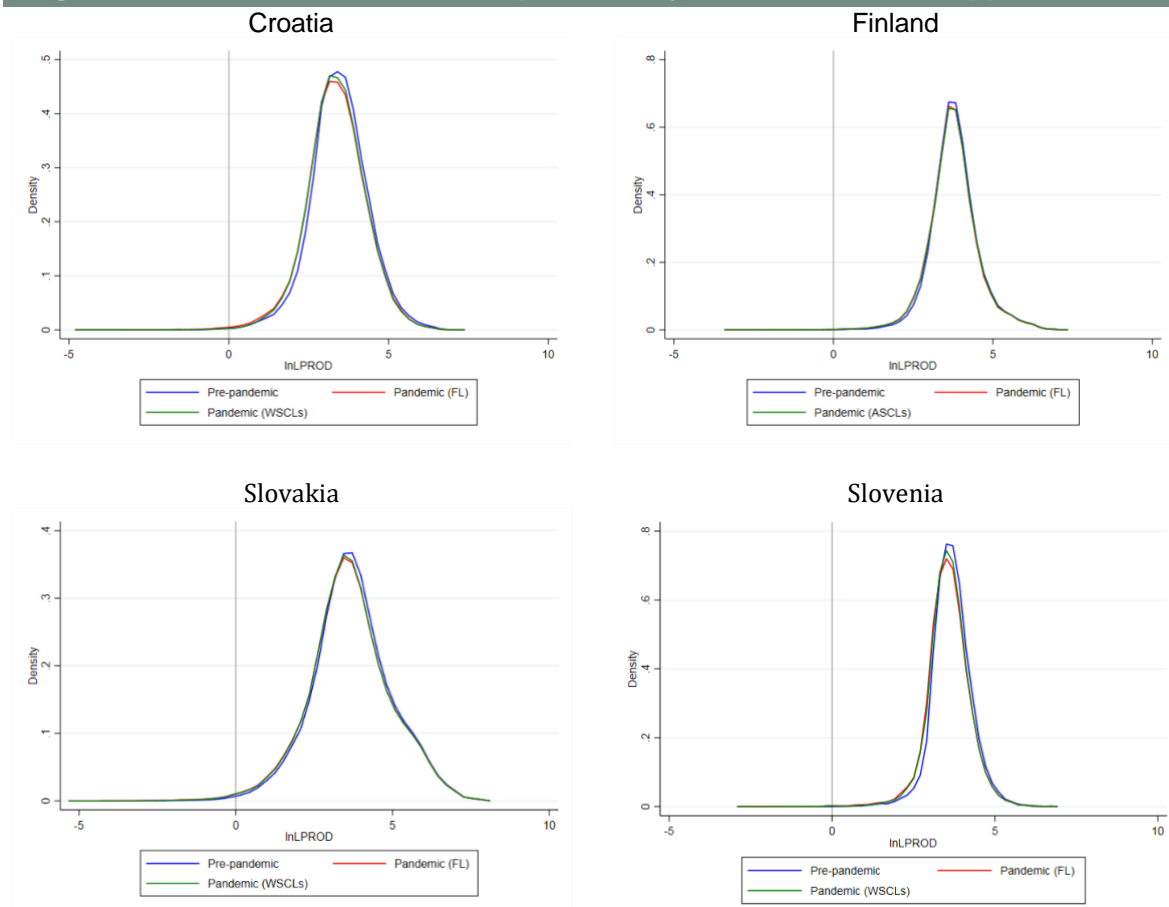 Croatia
Finland
Density
0 .1 .2 .3 .4 .5
-5 0 5 10
lnLPROD
Pre-pandemic Pandemic (FL)
Pandemic (WSCLs)
Density
0 .2 .4 .6 .8
-5 0 5 10
lnLPROD
Pre-pandemic Pandemic (FL)
Pandemic (ASCLs)
Slovakia
Slovenia
Density
0 .1 .2 .3 .4
-5 0 5 10
lnLPROD
Pre-pandemic Pandemic (FL)
Pandemic (WSCLs)
Density
0 .2 .4 .6 .8
-5 0 5 10
lnLPROD
Pre-pandemic Pandemic (FL)
Pandemic (WSCLs)